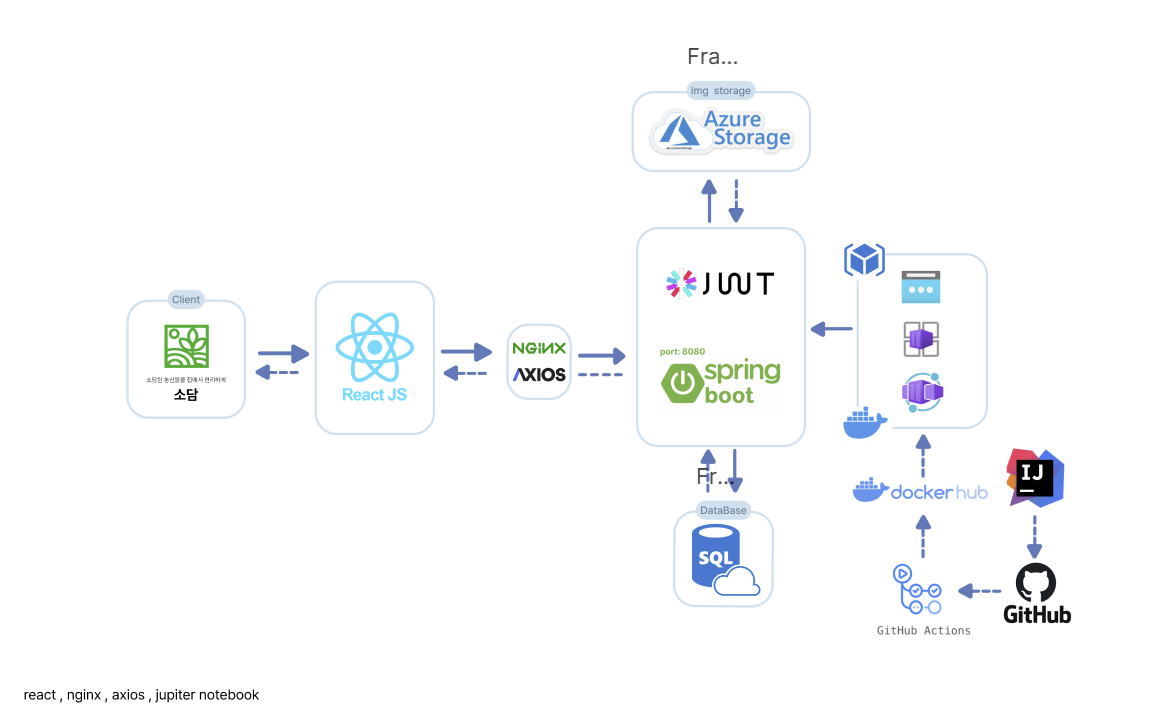 Fra...
img storage
Azure
Storage
JWT
port: 8080
spring
boot
Client
소담인 농산물을 집에서 편리하게
소담
React JS
NGINX
AXIOS
Fr...
DataBase
SQL
docker hub
IJ
GitHub Actions
GitHub
react , nginx , axios , jupiter notebook